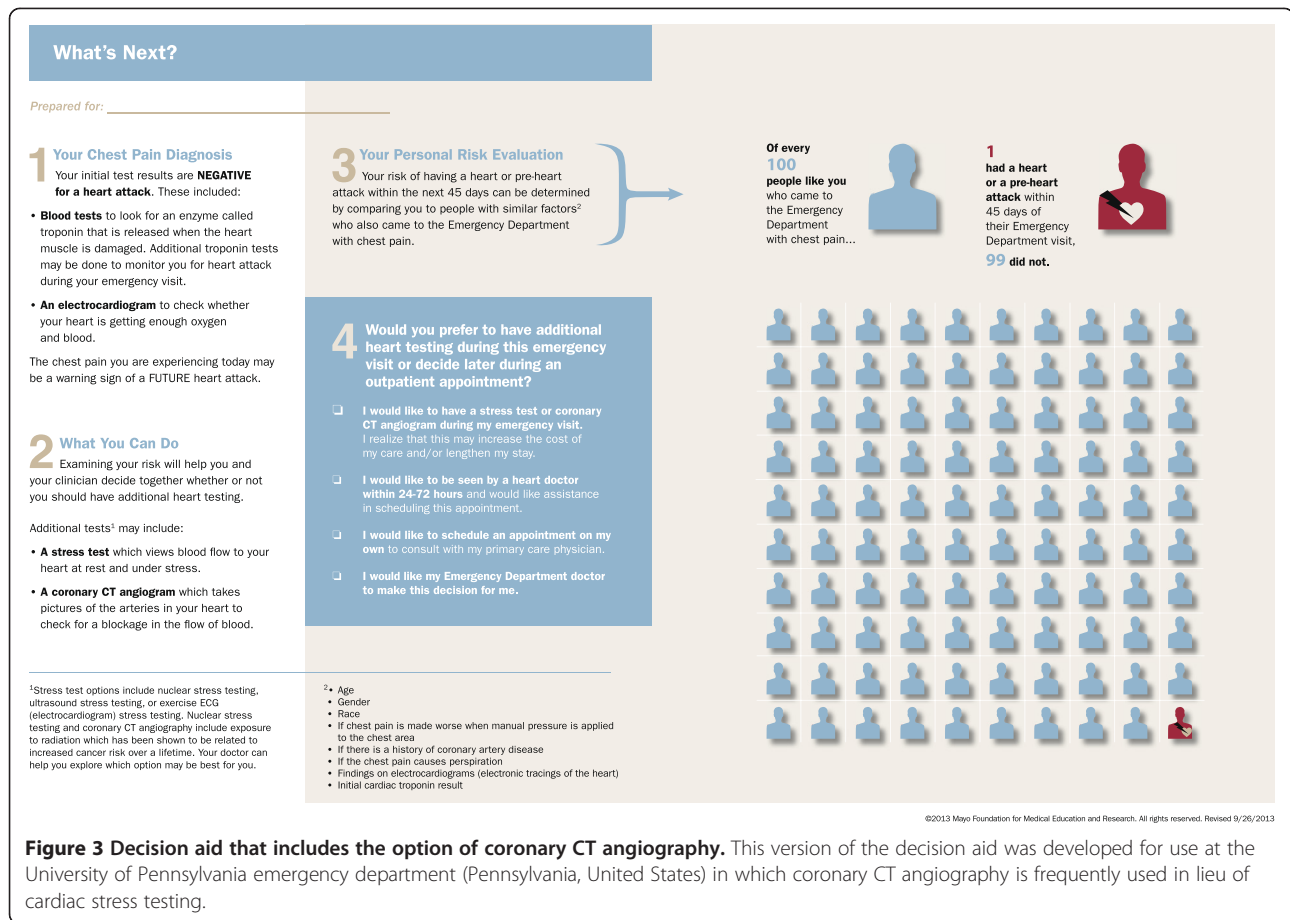 What's Next?
Prepared for:
1 Your Chest Pain Diagnosis
Your initial test results are NEGATIVE
for a heart attack. These included:
• Blood tests to look for an enzyme called
troponin that is released when the heart
muscle is damaged. Additional troponin tests
may be done to monitor you for heart attack
during your emergency visit.
• An electrocardiogram to check whether
your heart is getting enough oxygen
and blood.
The chest pain you are experiencing today may
be a warning sign of a FUTURE heart attack.
2 What You Can Do
Examining your risk will help you and
your clinician decide together whether or not
you should have additional heart testing.
Additional tests¹ may include:
• A stress test which views blood flow to your
heart at rest and under stress.
• A coronary CT angiogram which takes
pictures of the arteries in your heart to
check for a blockage in the flow of blood.
3 Your Personal Risk Evaluation
Your risk of having a heart or pre-heart
attack within the next 45 days can be determined
by comparing you to people with similar factors²
who also came to the Emergency Department
with chest pain.
4 Would you prefer to have additional
heart testing during this emergency
visit or decide later during an
outpatient appointment?
❏ I would like to have a stress test or coronary
CT angiogram during my emergency visit.
I realize that this may increase the cost of
my care and/or lengthen my stay.
❏ I would like to be seen by a heart doctor
within 24-72 hours and would like assistance
in scheduling this appointment.
❏ I would like to schedule an appointment on my
own to consult with my primary care physician.
❏ I would like my Emergency Department doctor
to make this decision for me.
Of every
100
people like you
who came to
the Emergency
Department
with chest pain...
1
had a heart
or a pre-heart
attack within
45 days of
their Emergency
Department visit,
99 did not.
¹Stress test options include nuclear stress testing,
ultrasound stress testing, or exercise ECG
(electrocardiogram) stress testing. Nuclear stress
testing and coronary CT angiography include exposure
to radiation which has been shown to be related to
increased cancer risk over a lifetime. Your doctor can
help you explore which option may be best for you.
²• Age
• Gender
• Race
• If chest pain is made worse when manual pressure is applied
to the chest area
• If there is a history of coronary artery disease
• If the chest pain causes perspiration
• Findings on electrocardiograms (electronic tracings of the heart)
• Initial cardiac troponin result
©2013 Mayo Foundation for Medical Education and Research. All rights reserved. Revised 9/26/2013
Figure 3 Decision aid that includes the option of coronary CT angiography. This version of the decision aid was developed for use at the
University of Pennsylvania emergency department (Pennsylvania, United States) in which coronary CT angiography is frequently used in lieu of
cardiac stress testing.